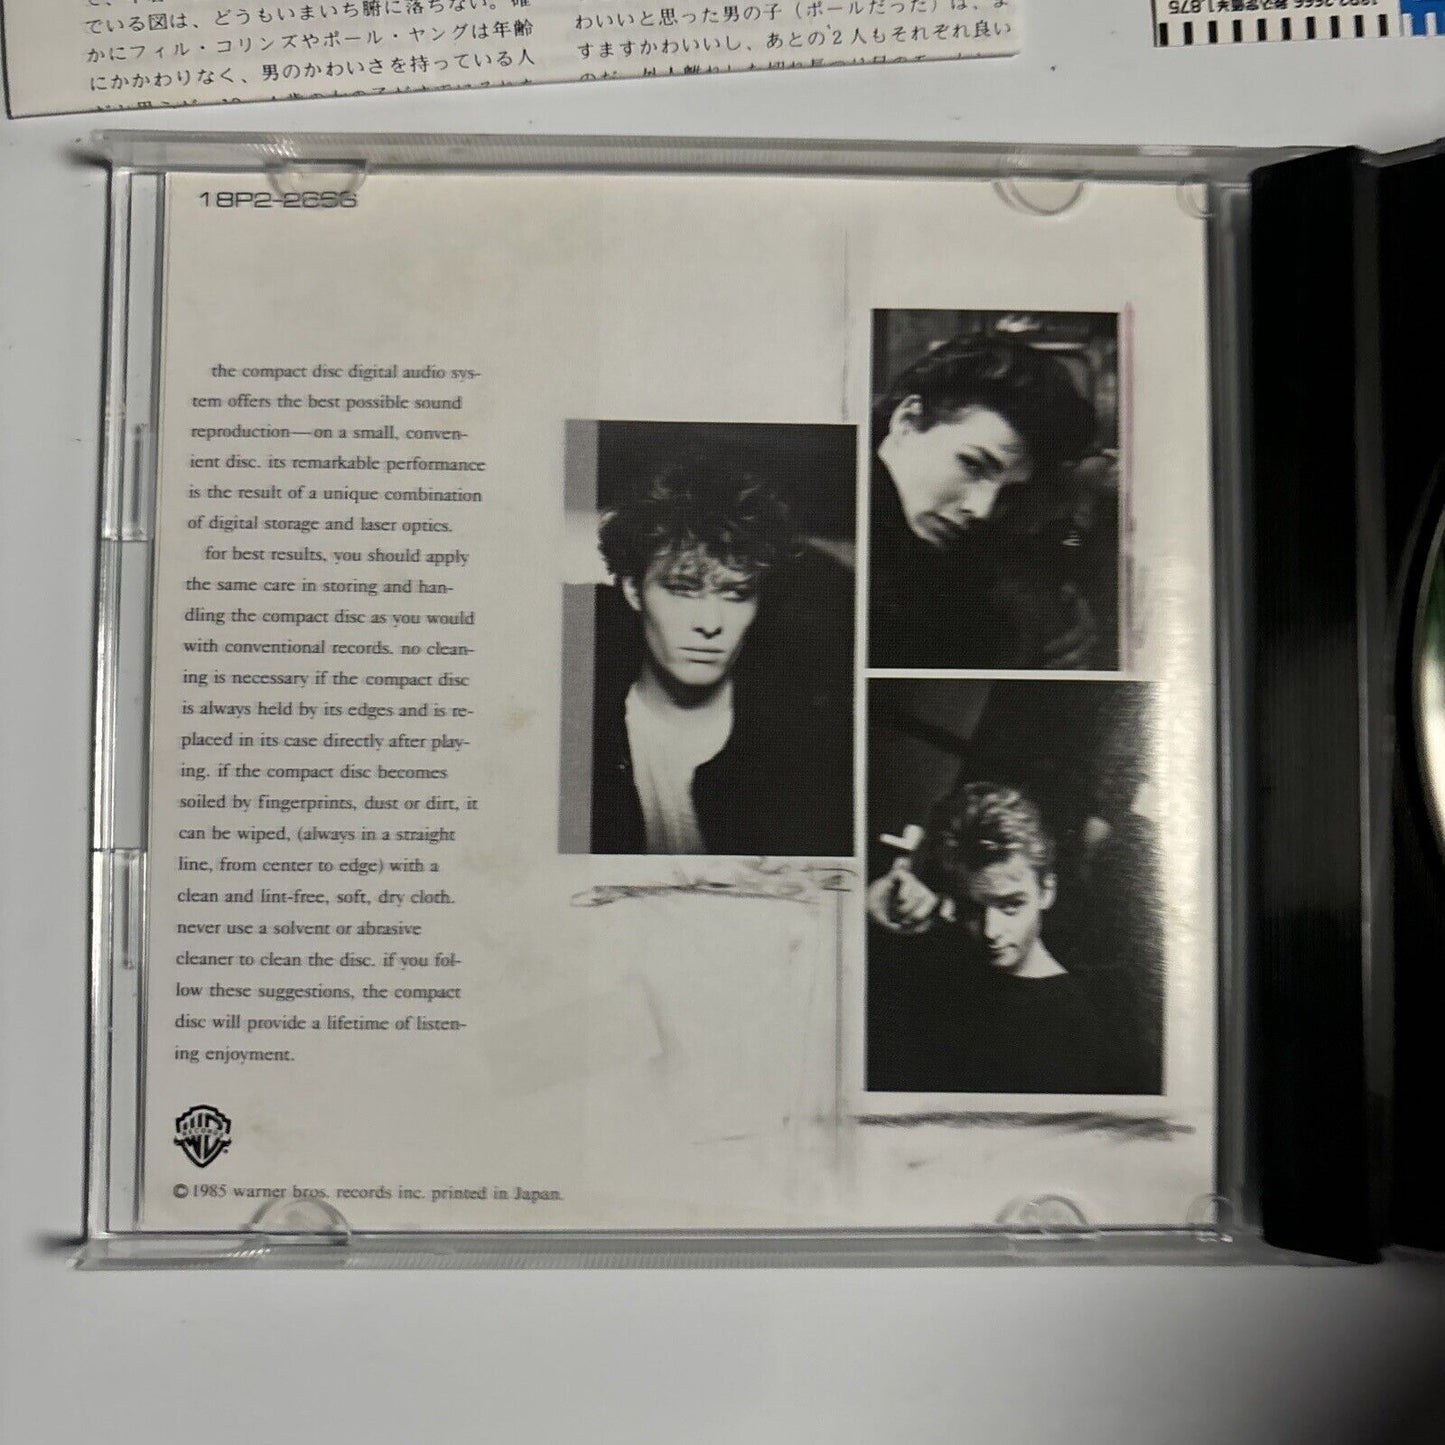 でいる図は、どうもいまいち腑に落ちない。確
かにフィル・コリンズやポール・ヤングは年齢
にかかわりなく、男のかわいさを持っている人
わいいと思った男の子(ポールだった)は、ま
すますかわいいし、あとの2人もそれぞれ良い
18P2-2666
the compact disc digital audio sys-
tem offers the best possible sound
reproduction—on a small, conven-
ient disc. its remarkable performance
is the result of a unique combination
of digital storage and laser optics.
for best results, you should apply
the same care in storing and han-
dling the compact disc as you would
with conventional records. no clean-
ing is necessary if the compact disc
is always held by its edges and is re-
placed in its case directly after play-
ing. if the compact disc becomes
soiled by fingerprints, dust or dirt, it
can be wiped, (always in a straight
line, from center to edge) with a
clean and lint-free, soft, dry cloth.
never use a solvent or abrasive
cleaner to clean the disc. if you fol-
low these suggestions, the compact
disc will provide a lifetime of listen-
ing enjoyment.
WB
RECORDS
©1985 warner bros. records inc. printed in Japan.